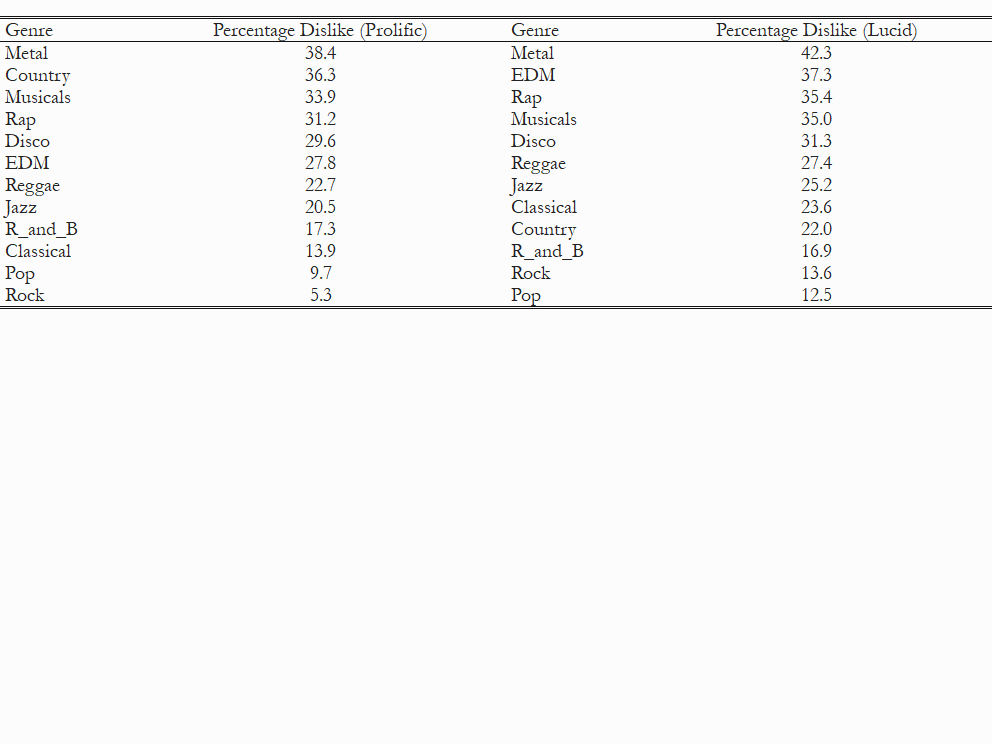 Genre Percentage Dislike (Prolific) Genre Percentage Dislike (Lucid)
Metal 38.4 Metal 42.3
Country 36.3 EDM 37.3
Musicals 33.9 Rap 35.4
Rap 31.2 Musicals 35.0
Disco 29.6 Disco 31.3
EDM 27.8 Reggae 27.4
Reggae 22.7 Jazz 25.2
Jazz 20.5 Classical 23.6
R_and_B 17.3 Country 22.0
Classical 13.9 R_and_B 16.9
Pop 9.7 Rock 13.6
Rock 5.3 Pop 12.5